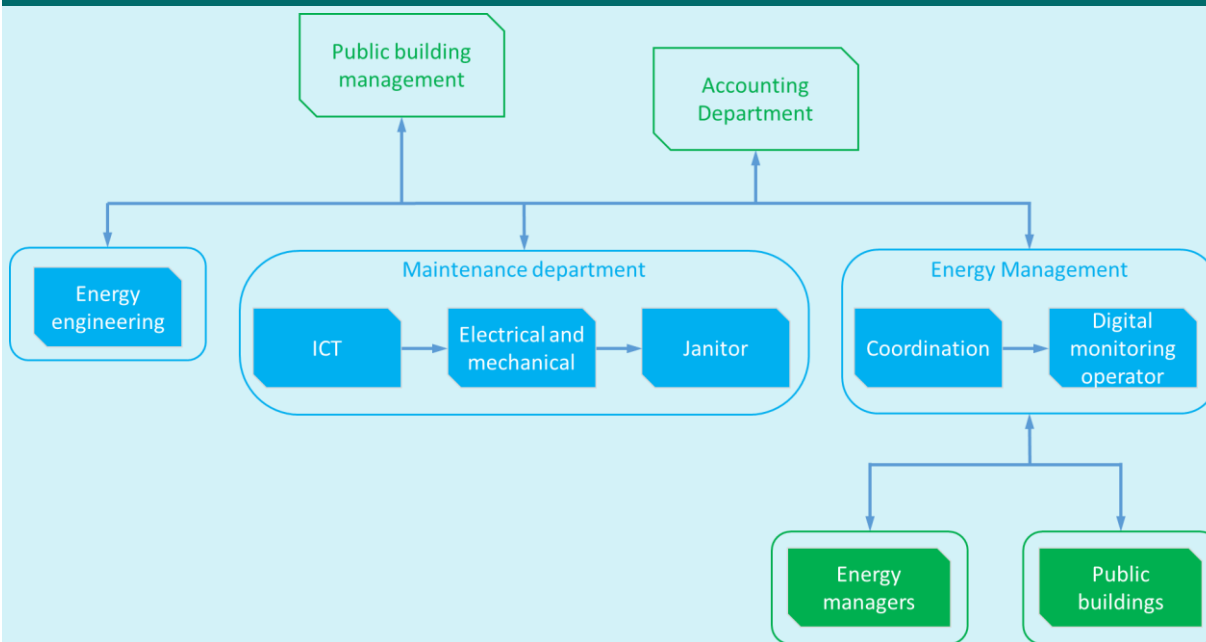 Public building
management
Accounting
Department
Energy
engineering
Maintenance department
ICT
Electrical and
mechanical
Janitor
Energy Management
Coordination
Digital
monitoring
operator
Energy
managers
Public
buildings